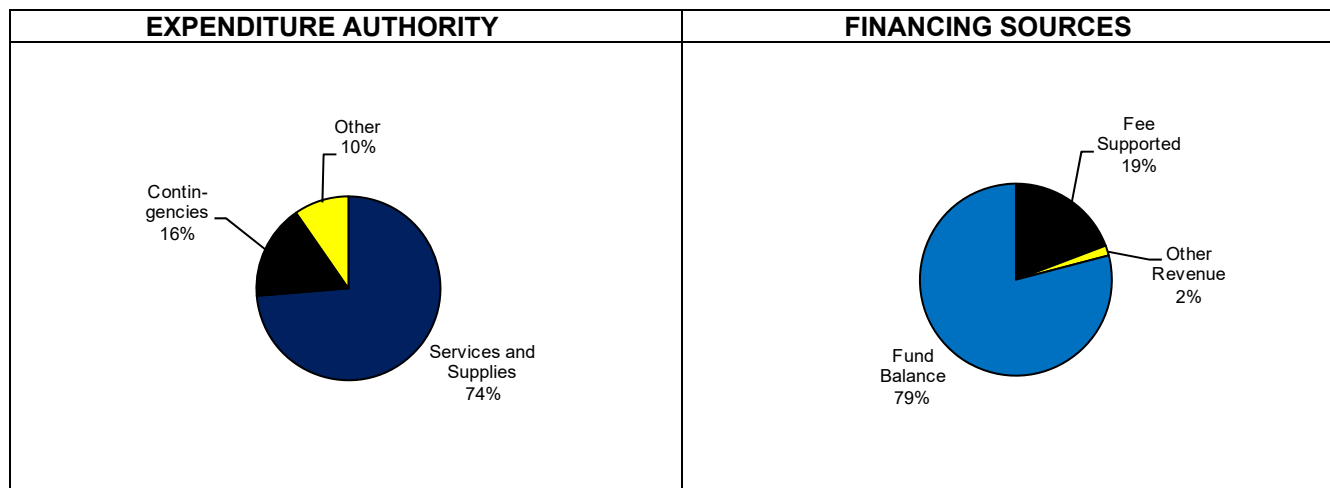 EXPENDITURE AUTHORITY
Other
10%
Contin-
gencies
16%
Services and
Supplies
74%
FINANCING SOURCES
Fee
Supported
19%
Other
Revenue
2%
Fund
Balance
79%